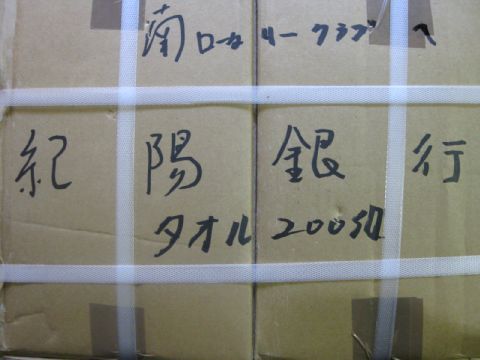 南ロータリークラブへ
紀陽銀行
タオル200組